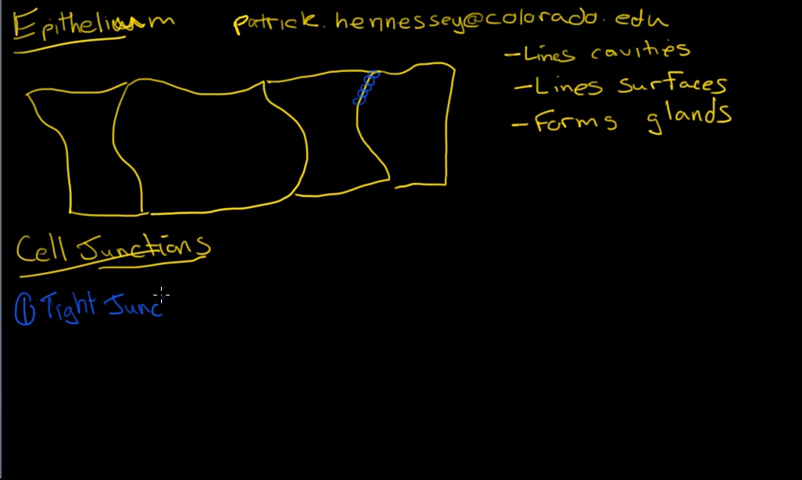 Epithelium patrick.hennessey@colorado.edu
- Lines cavities
- Lines surfaces
- Forms glands
Cell Junctions
① Tight Junc